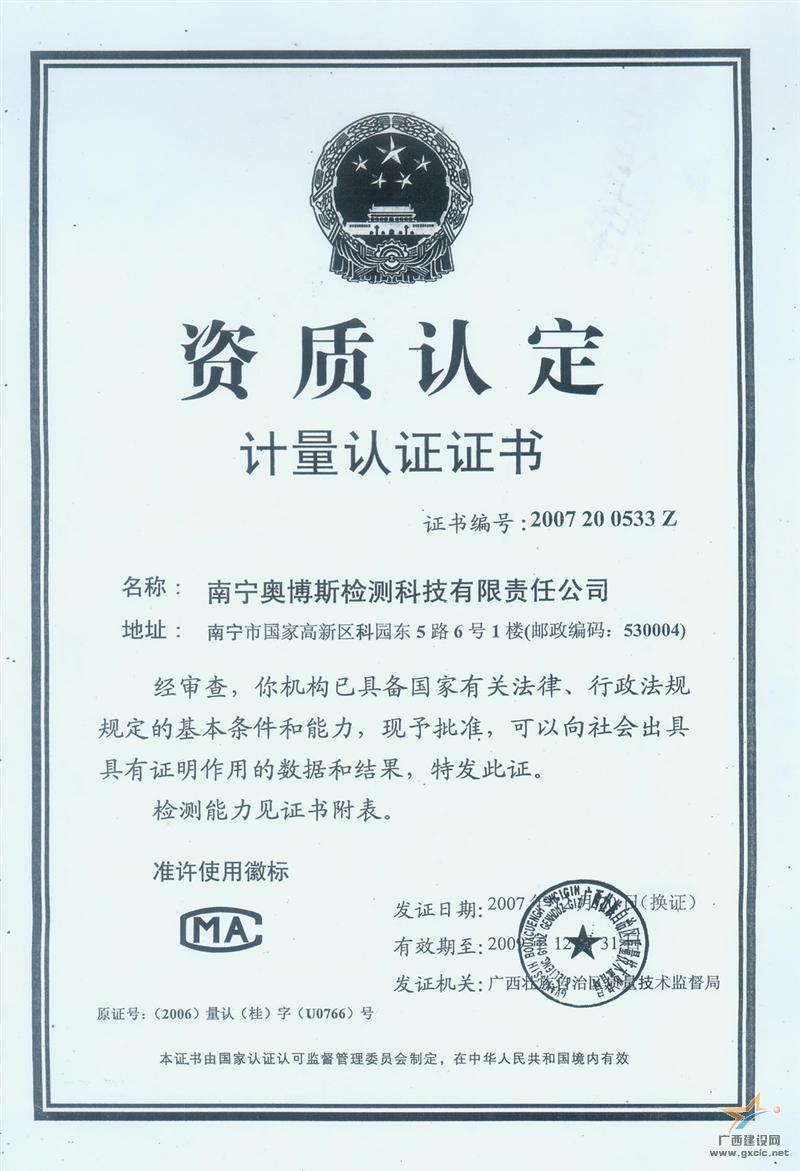 资质认定
计量认证证书
证书编号：2007 20 0533 Z
名称： 南宁奥博斯检测科技有限责任公司
地址： 南宁市国家高新区科园东5路6号1楼(邮政编码：530004)
经审查，你机构已具备国家有关法律、行政法规
规定的基本条件和能力，现予批准，可以向社会出具
具有证明作用的数据和结果，特发此证。
检测能力见证书附表。
准许使用徽标
CMA
发证日期：2007 （换证）
有效期至：2009 12 31
发证机关：广西壮族自治区质量技术监督局
原证号：（2006）量认（桂）字（U0766）号
本证书由国家认证认可监督管理委员会制定，在中华人民共和国境内有效
广西建设网
www.gxcic.net